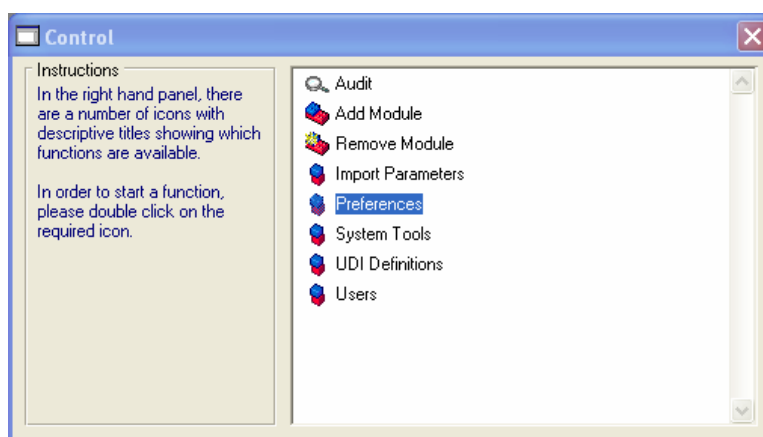 Control
Instructions
In the right hand panel, there
are a number of icons with
descriptive titles showing which
functions are available.
In order to start a function,
please double click on the
required icon.
Audit
Add Module
Remove Module
Import Parameters
Preferences
System Tools
UDI Definitions
Users